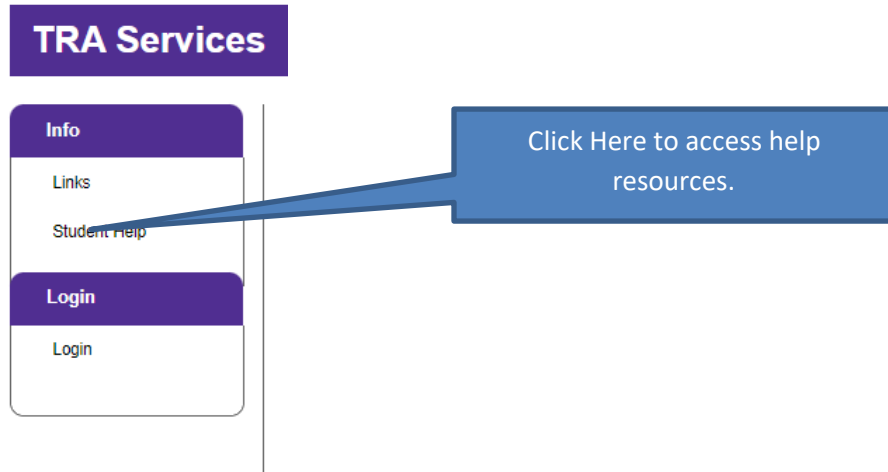 TRA Services
Info
Links
Student Help
Login
Login
Click Here to access help
resources.